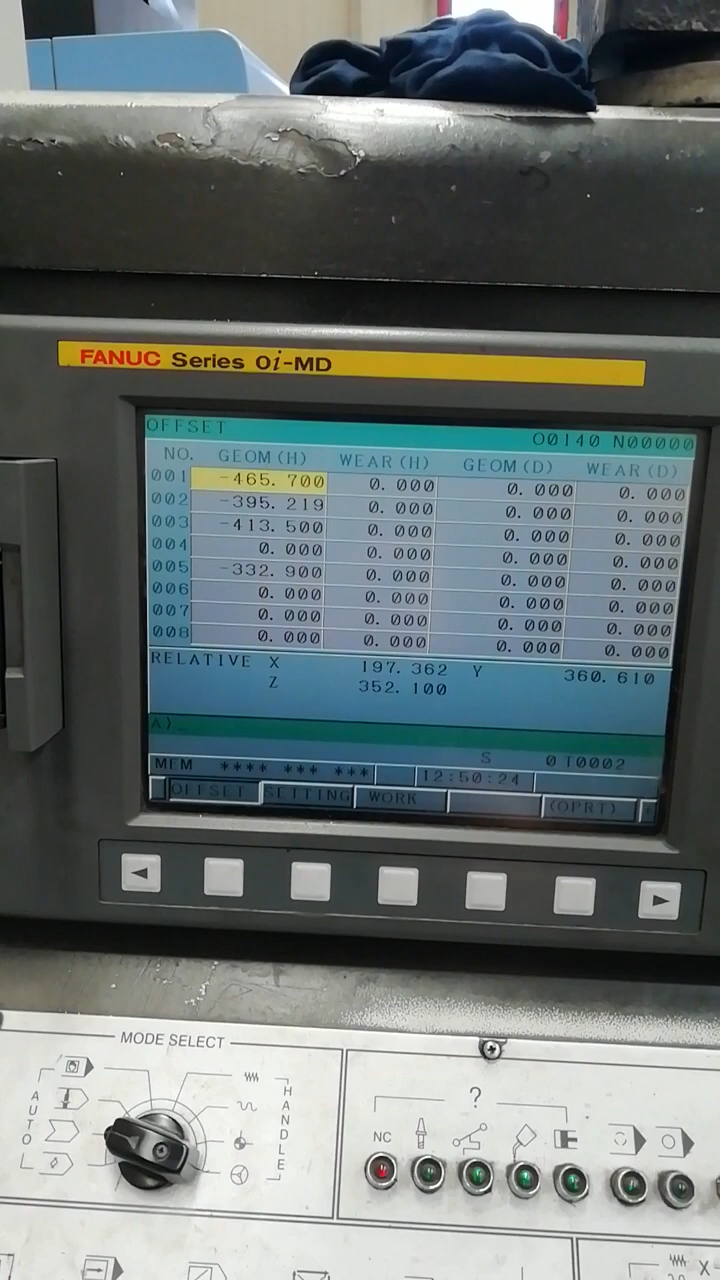 FANUC Series 0i-MD
OFFSET O0140 N00000
NO. GEOM(H) WEAR(H) GEOM(D) WEAR(D)
001 -465.700 0.000 0.000 0.000
002 -395.219 0.000 0.000 0.000
003 -413.500 0.000 0.000 0.000
004 0.000 0.000 0.000 0.000
005 -332.900 0.000 0.000 0.000
006 0.000 0.000 0.000 0.000
007 0.000 0.000 0.000 0.000
008 0.000 0.000 0.000 0.000
RELATIVE X 197.362 Y 360.610
Z 352.100
A)_
S 0 T0002
MEM **** *** *** 12:50:24
OFFSET SETTING WORK (OPRT)
MODE SELECT
AUTO
HANDLE
?
NC
X